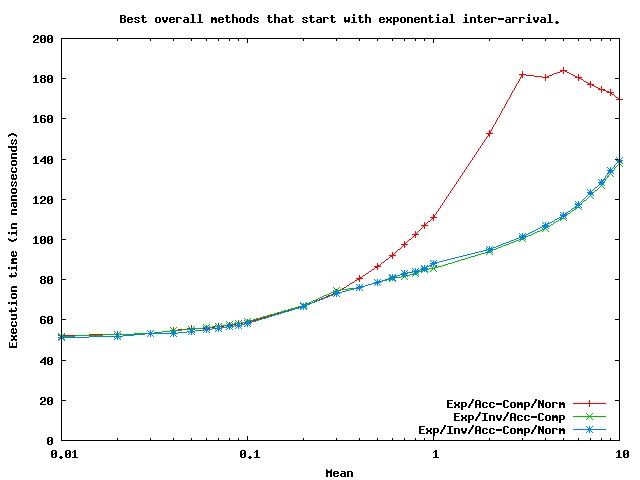 Best overall methods that start with exponential inter-arrival.
200
180
160
140
120
100
80
60
40
20
0
Execution time (in nanoseconds)
Exp/Acc-Comp/Norm
Exp/Inv/Acc-Comp
Exp/Inv/Acc-Comp/Norm
0.01 0.1 1 10
Mean